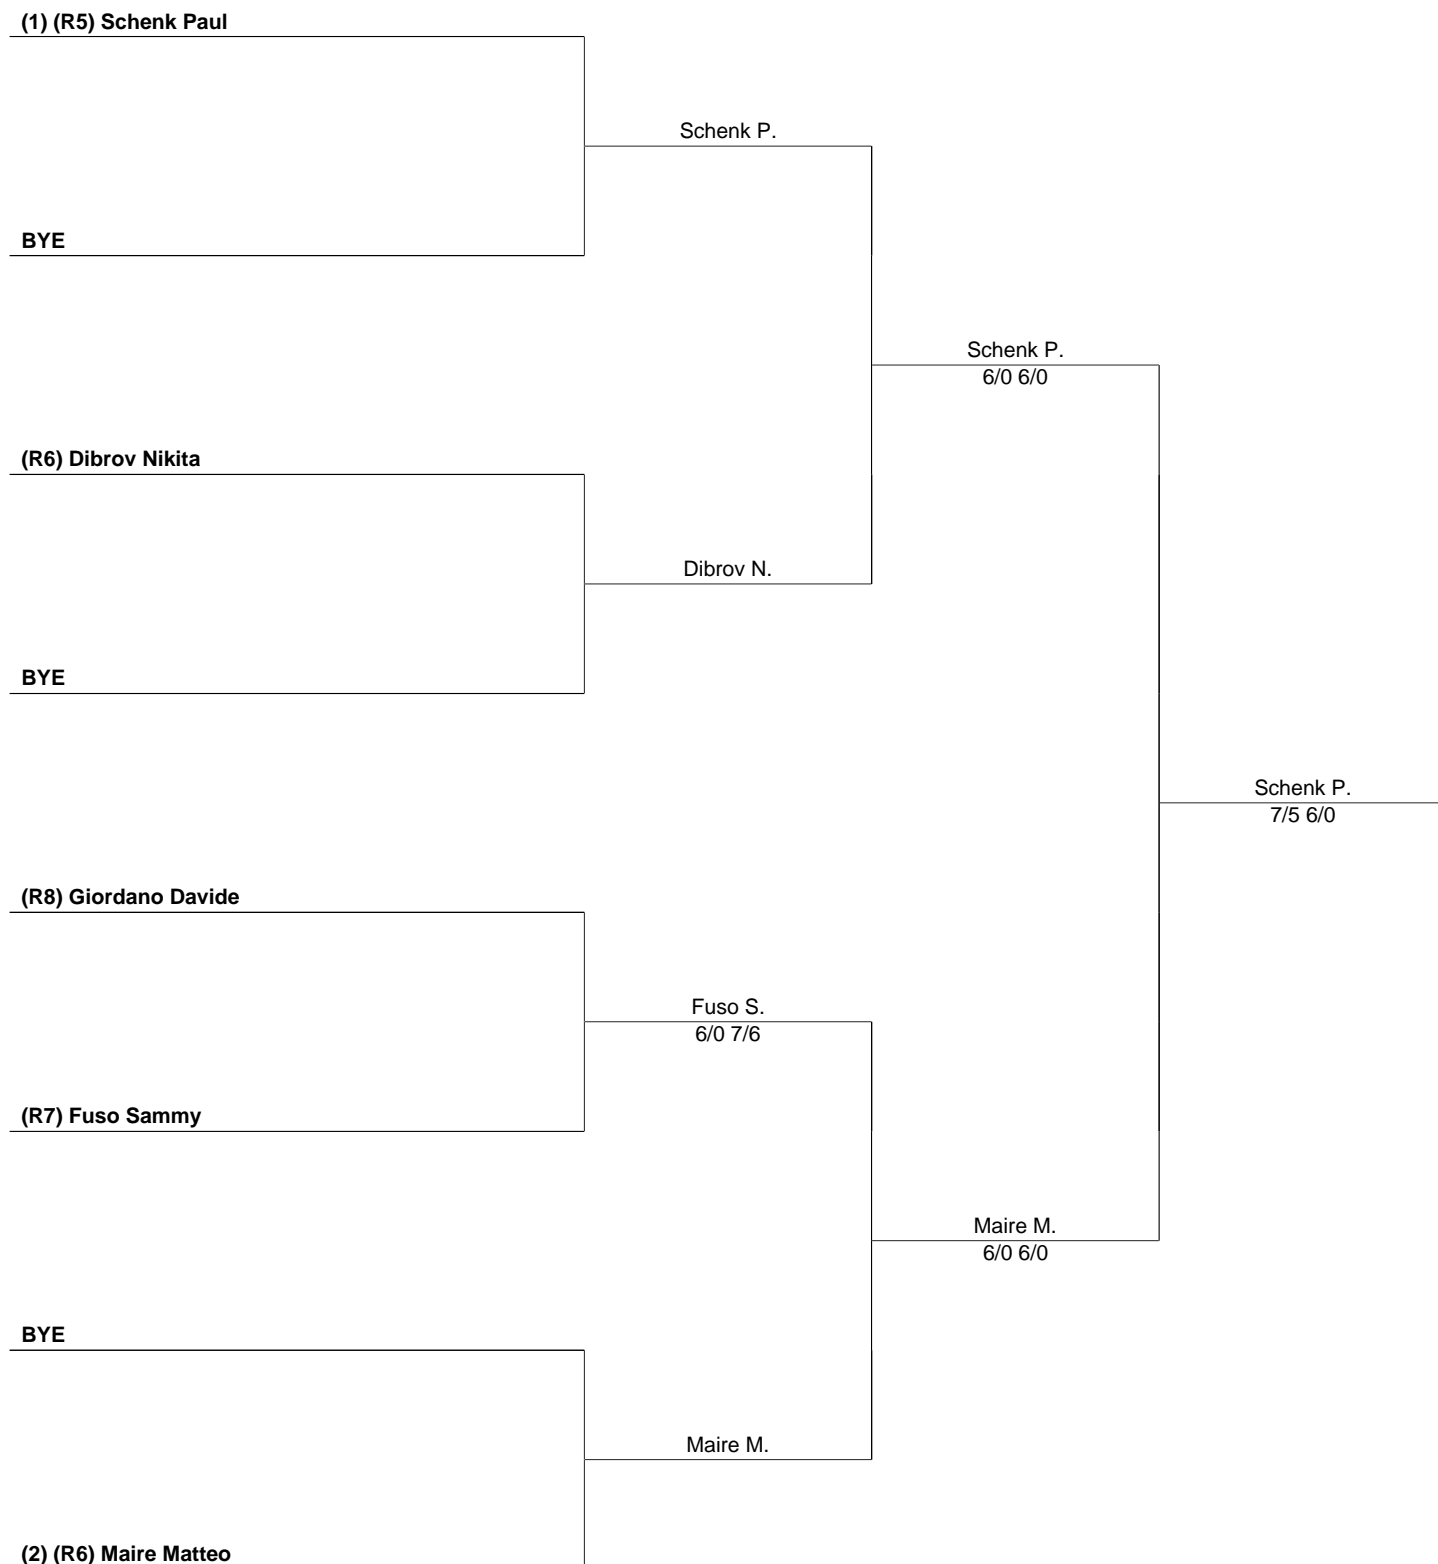 (1) (R5) Schenk Paul
Schenk P.
BYE
Schenk P.
6/0 6/0
(R6) Dibrov Nikita
Dibrov N.
BYE
Schenk P.
7/5 6/0
(R8) Giordano Davide
Fuso S.
6/0 7/6
(R7) Fuso Sammy
Maire M.
6/0 6/0
BYE
Maire M.
(2) (R6) Maire Matteo